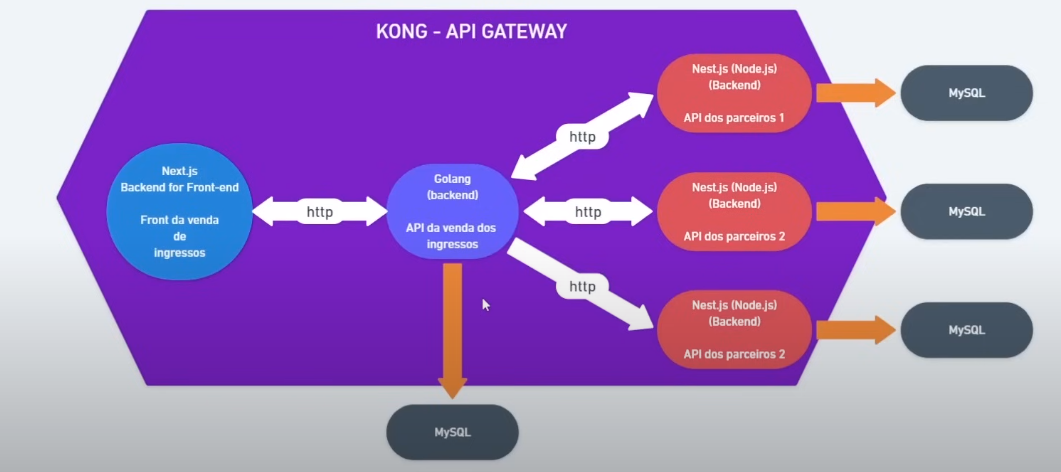 KONG - API GATEWAY
Next.js
Backend for Front-end
Front da venda
de
ingressos
http
Golang
(backend)
API da venda dos
ingressos
http
Nest.js (Node.js)
(Backend)
API dos parceiros 1
MySQL
http
Nest.js (Node.js)
(Backend)
API dos parceiros 2
MySQL
http
Nest.js (Node.js)
(Backend)
API dos parceiros 2
MySQL
MySQL